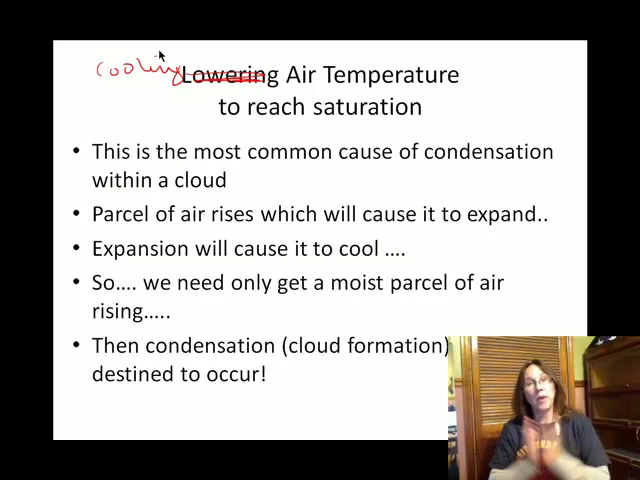 cooling
Lowering Air Temperature
to reach saturation
• This is the most common cause of condensation
within a cloud
• Parcel of air rises which will cause it to expand..
• Expansion will cause it to cool ....
• So.... we need only get a moist parcel of air
rising.....
• Then condensation (cloud formation)
destined to occur!